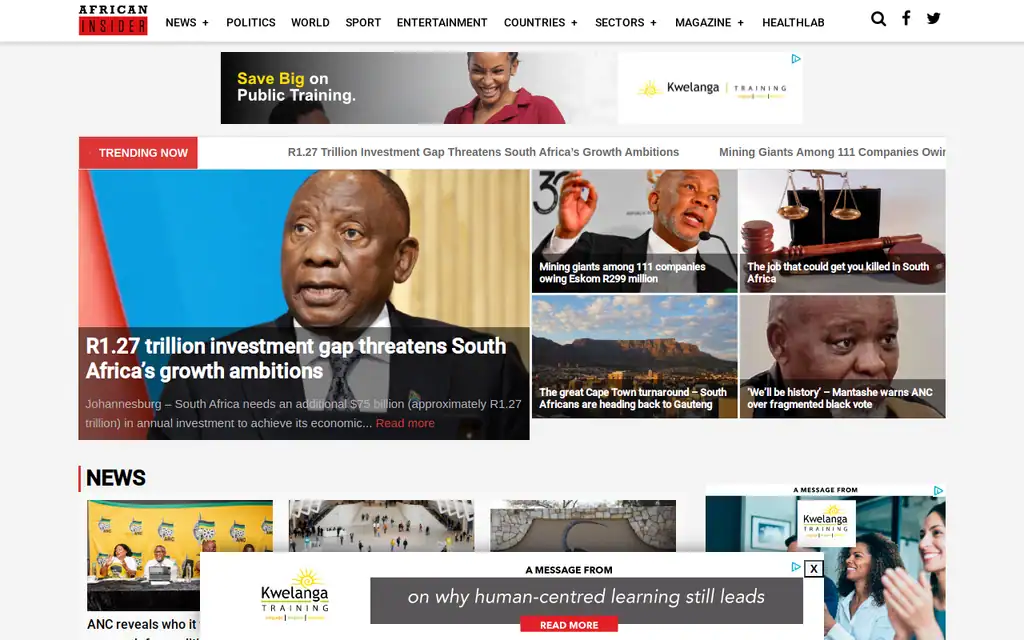 AFRICAN
INSIDER
NEWS +
POLITICS
WORLD
SPORT
ENTERTAINMENT
COUNTRIES +
SECTORS +
MAGAZINE +
HEALTHLAB
Save Big on
Public Training.
Kwelanga | TRAINING
TRENDING NOW
R1.27 Trillion Investment Gap Threatens South Africa's Growth Ambitions
Mining Giants Among 111 Companies Owin
R1.27 trillion investment gap threatens South
Africa's growth ambitions
Johannesburg – South Africa needs an additional $75 billion (approximately R1.27
trillion) in annual investment to achieve its economic... Read more
Mining giants among 111 companies
owing Eskom R299 million
The job that could get you killed in South
Africa
The great Cape Town turnaround – South
Africans are heading back to Gauteng
'We'll be history' – Mantashe warns ANC
over fragmented black vote
NEWS
ANC reveals who it
A MESSAGE FROM
Kwelanga
TRAINING
Kwelanga
TRAINING
A MESSAGE FROM
on why human-centred learning still leads
READ MORE
X